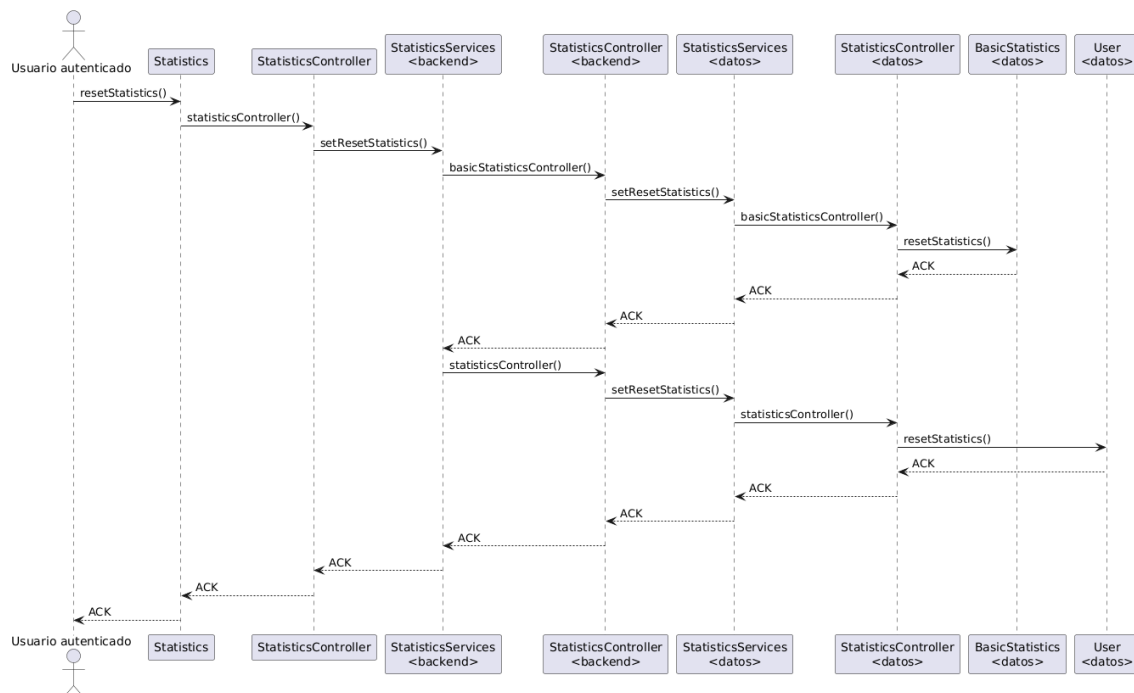 Usuario autenticado
Statistics
StatisticsController
StatisticsServices
<backend>
StatisticsController
<backend>
StatisticsServices
<datos>
StatisticsController
<datos>
BasicStatistics
<datos>
User
<datos>
resetStatistics()
statisticsController()
setResetStatistics()
basicStatisticsController()
setResetStatistics()
basicStatisticsController()
resetStatistics()
ACK
ACK
ACK
ACK
statisticsController()
setResetStatistics()
statisticsController()
resetStatistics()
ACK
ACK
ACK
ACK
ACK
ACK
ACK
Usuario autenticado
Statistics
StatisticsController
StatisticsServices
<backend>
StatisticsController
<backend>
StatisticsServices
<datos>
StatisticsController
<datos>
BasicStatistics
<datos>
User
<datos>